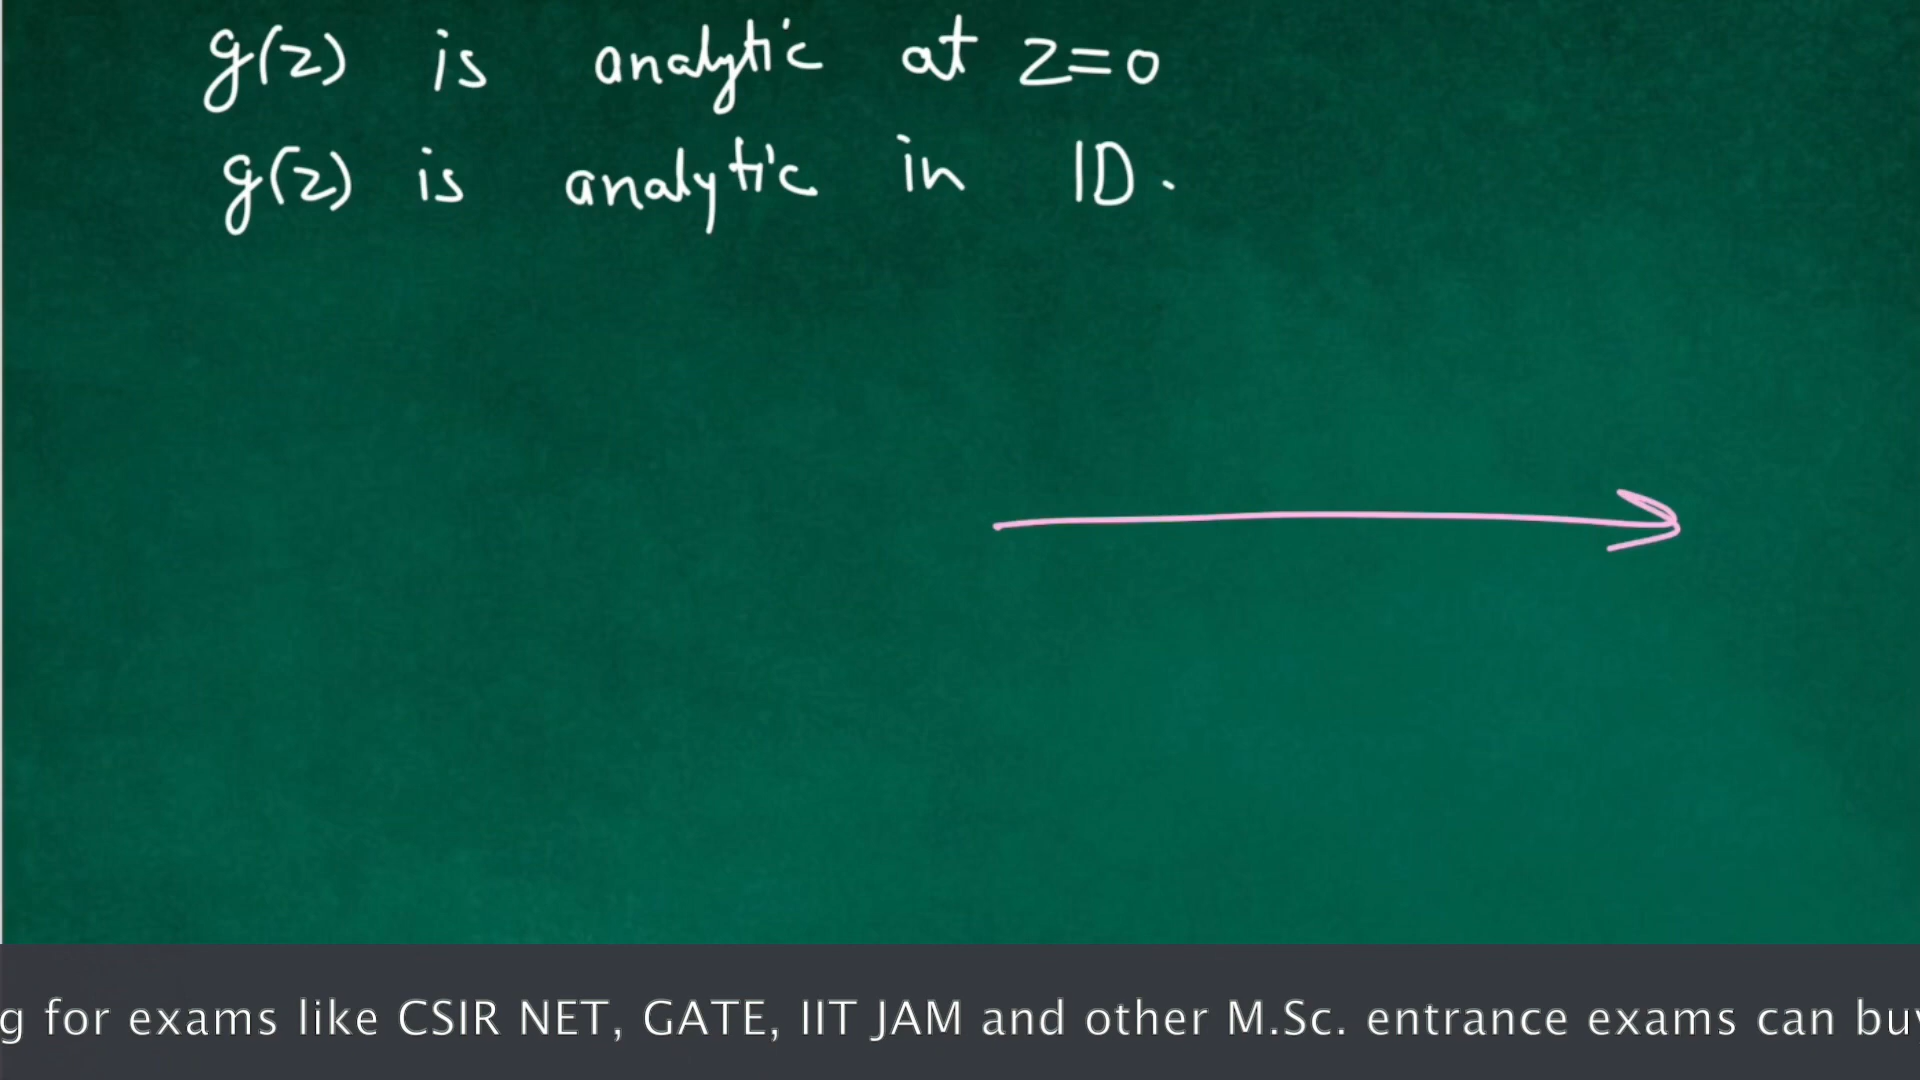 g(z) is analytic at z=0
g(z) is analytic in ID.
g for exams like CSIR NET, GATE, IIT JAM and other M.Sc. entrance exams can buy